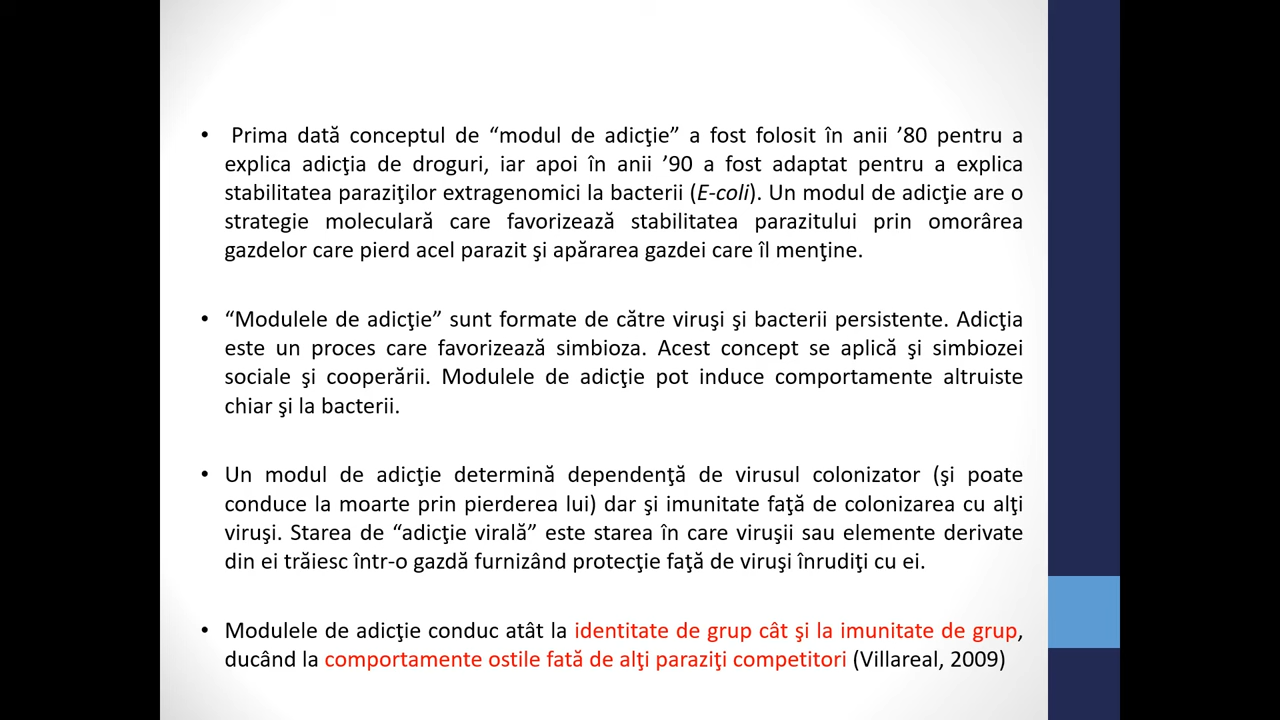 • Prima dată conceptul de “modul de adicţie” a fost folosit în anii ’80 pentru a
explica adicţia de droguri, iar apoi în anii ’90 a fost adaptat pentru a explica
stabilitatea paraziţilor extragenomici la bacterii (E-coli). Un modul de adicţie are o
strategie moleculară care favorizează stabilitatea parazitului prin omorârea
gazdelor care pierd acel parazit şi apărarea gazdei care îl menţine.
• “Modulele de adicţie” sunt formate de către viruşi şi bacterii persistente. Adicţia
este un proces care favorizează simbioza. Acest concept se aplică şi simbiozei
sociale şi cooperării. Modulele de adicţie pot induce comportamente altruiste
chiar şi la bacterii.
• Un modul de adicţie determină dependenţă de virusul colonizator (şi poate
conduce la moarte prin pierderea lui) dar şi imunitate faţă de colonizarea cu alţi
viruşi. Starea de “adicţie virală” este starea în care viruşii sau elemente derivate
din ei trăiesc într-o gazdă furnizând protecţie faţă de viruşi înrudiţi cu ei.
• Modulele de adicţie conduc atât la identitate de grup cât şi la imunitate de grup,
ducând la comportamente ostile fată de alţi paraziţi competitori (Villareal, 2009)